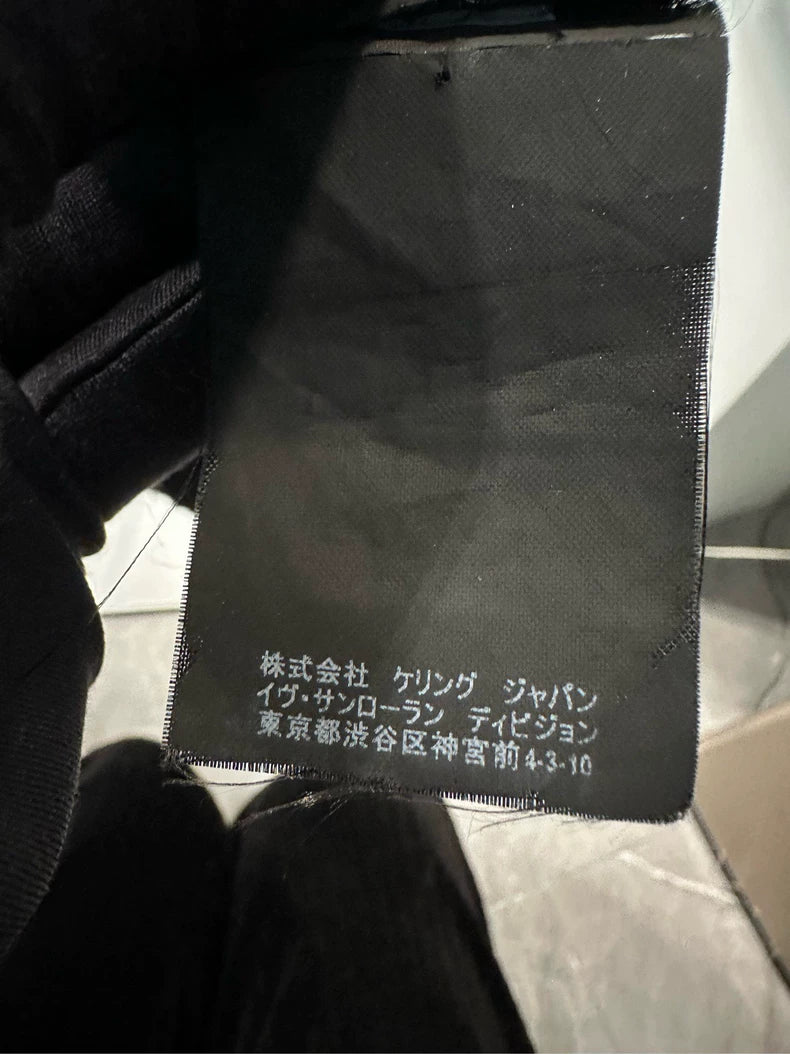 株式会社 ケリング ジャパン
イヴ・サンローラン ディビジョン
東京都渋谷区神宮前4-3-10